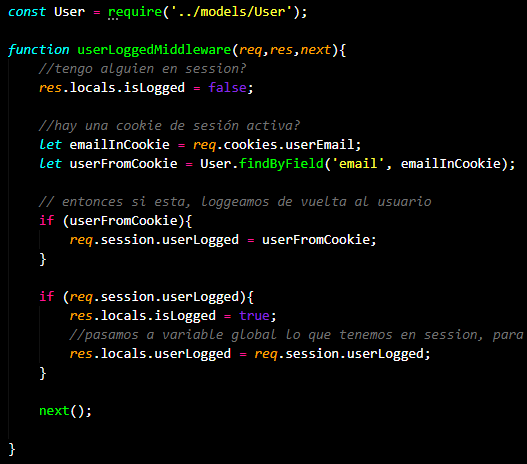 const User = require('../models/User');
function userLoggedMiddleware(req,res,next){
//tengo alguien en session?
res.locals.isLogged = false;
//hay una cookie de sesión activa?
let emailInCookie = req.cookies.userEmail;
let userFromCookie = User.findByField('email', emailInCookie);
// entonces si esta, loggeamos de vuelta al usuario
if (userFromCookie){
req.session.userLogged = userFromCookie;
}
if (req.session.userLogged){
res.locals.isLogged = true;
//pasamos a variable global lo que tenemos en session, para
res.locals.userLogged = req.session.userLogged;
}
next();
}